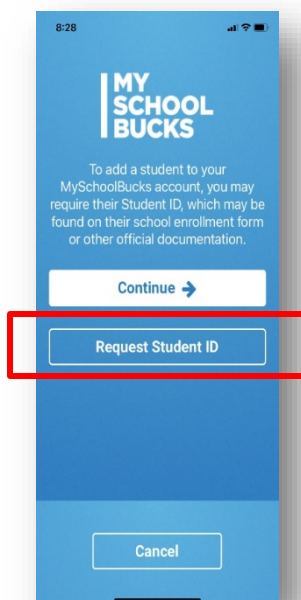 8:28
MY
SCHOOL
BUCKS
To add a student to your
MySchoolBucks account, you may
require their Student ID, which may be
found on their school enrollment form
or other official documentation.
Continue →
Request Student ID
Cancel